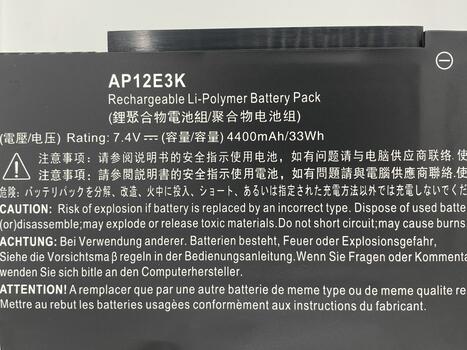 AP12E3K
Rechargeable Li-Polymer Battery Pack
(鋰聚合物電池組/聚合物电池组)
(電壓/电压) Rating: 7.4V⎓ (容量/容量) 4400mAh/33Wh
注意事项：请参阅说明书的安全指示使用电池，如有问题请与电脑供应商联络.使
注意事項：請參閱說明書的安全指示使用電池，如有問題請與電腦供應商聯絡.使
危険：バッテリパックを分解、改造、火中に投入、ショート、あるいは指定された充電方法以外では充電しないでくだ
CAUTION: Risk of explosion if battery is replaced by an incorrect type. Dispose of used batte
(or)disassemble;may explode or release toxic materials.Do not short circuit;may cause burns
ACHTUNG: Bei Verwendung anderer. Batterien besteht, Feuer oder Explosionsgefahr,
Siehe die Vorsichtsma β regeln in der Bedienungsanleitung.Wenn Sie Fragen oder Kommenta
wenden Sie sich bitte an den Computerhersteller.
ATTENTION! A remplacer que par une autre batterie de meme type ou de meme qualite re
Mettre au rebut les batteries usagées conformément aux instructions du fabricant.